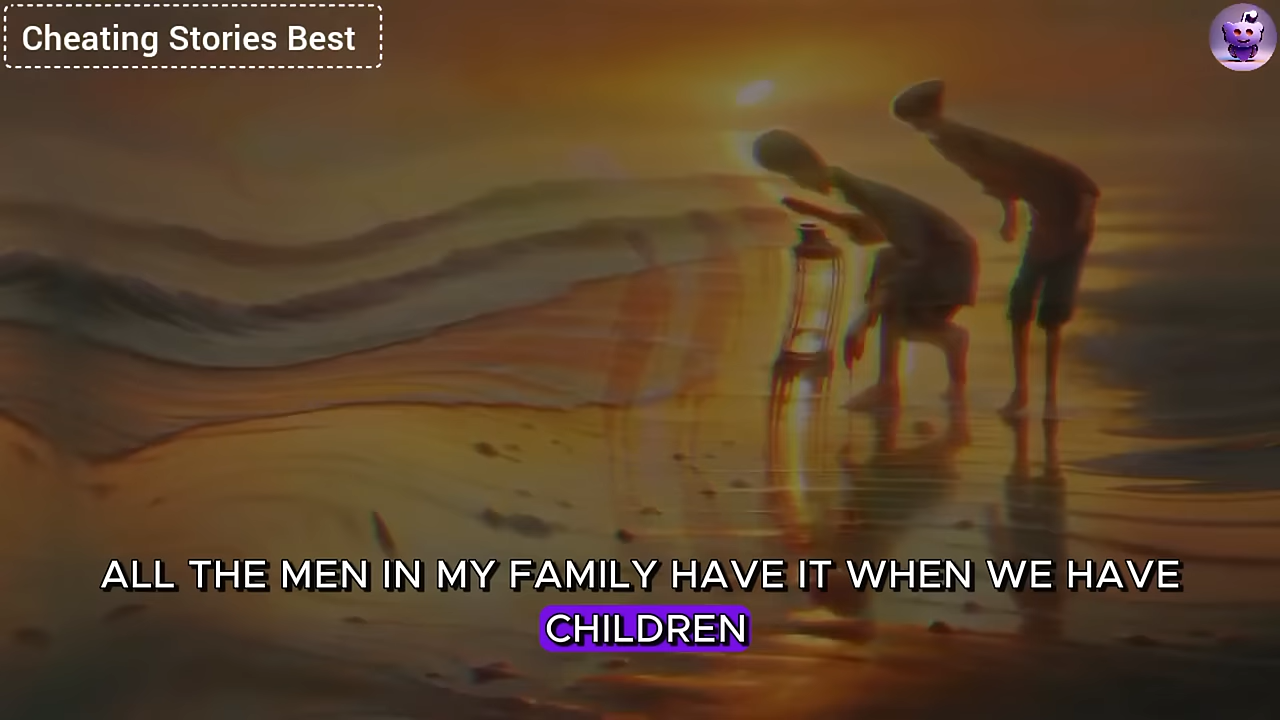 Cheating Stories Best
ALL THE MEN IN MY FAMILY HAVE IT WHEN WE HAVE
CHILDREN